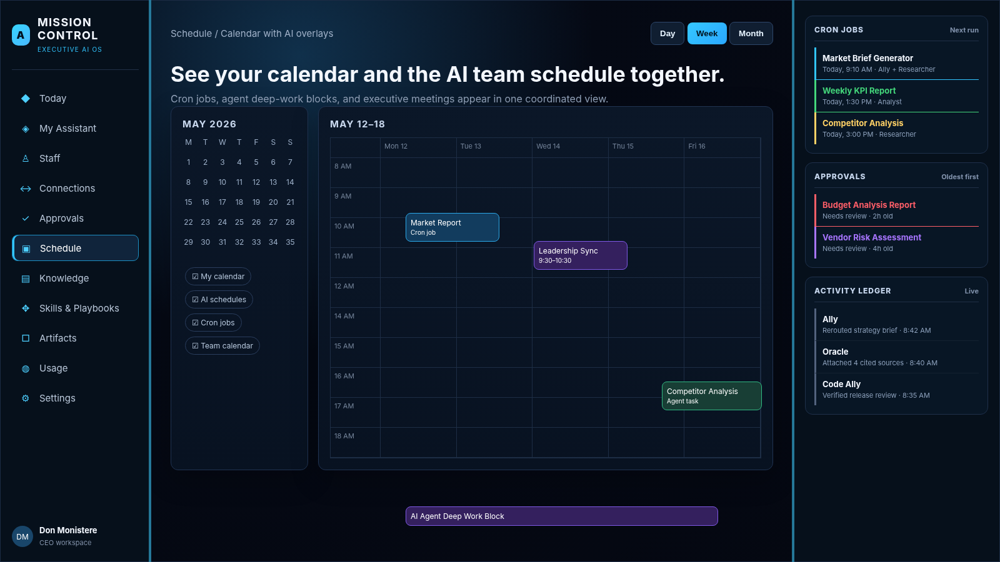 A
MISSION
CONTROL
EXECUTIVE AI OS
◆ Today
◈ My Assistant
♙ Staff
↔ Connections
✓ Approvals
▣ Schedule
▤ Knowledge
✥ Skills & Playbooks
☐ Artifacts
◍ Usage
⚙ Settings
DM
Don Monistere
CEO workspace
Schedule / Calendar with AI overlays
Day Week Month
See your calendar and the AI team schedule together.
Cron jobs, agent deep-work blocks, and executive meetings appear in one coordinated view.
MAY 2026
M T W T F S S
1 2 3 4 5 6 7
8 9 10 11 12 13 14
15 16 17 18 19 20 21
22 23 24 25 26 27 28
29 30 31 32 33 34 35
☑ My calendar
☑ AI schedules
☑ Cron jobs
☑ Team calendar
MAY 12–18
Mon 12 Tue 13 Wed 14 Thu 15 Fri 16
8 AM
9 AM
10 AM
11 AM
12 AM
14 AM
15 AM
16 AM
17 AM
18 AM
Market Report
Cron job
Leadership Sync
9:30–10:30
Competitor Analysis
Agent task
AI Agent Deep Work Block
CRON JOBS Next run
Market Brief Generator
Today, 9:10 AM · Ally + Researcher
Weekly KPI Report
Today, 1:30 PM · Analyst
Competitor Analysis
Today, 3:00 PM · Researcher
APPROVALS Oldest first
Budget Analysis Report
Needs review · 2h old
Vendor Risk Assessment
Needs review · 4h old
ACTIVITY LEDGER Live
Ally
Rerouted strategy brief · 8:42 AM
Oracle
Attached 4 cited sources · 8:40 AM
Code Ally
Verified release review · 8:35 AM